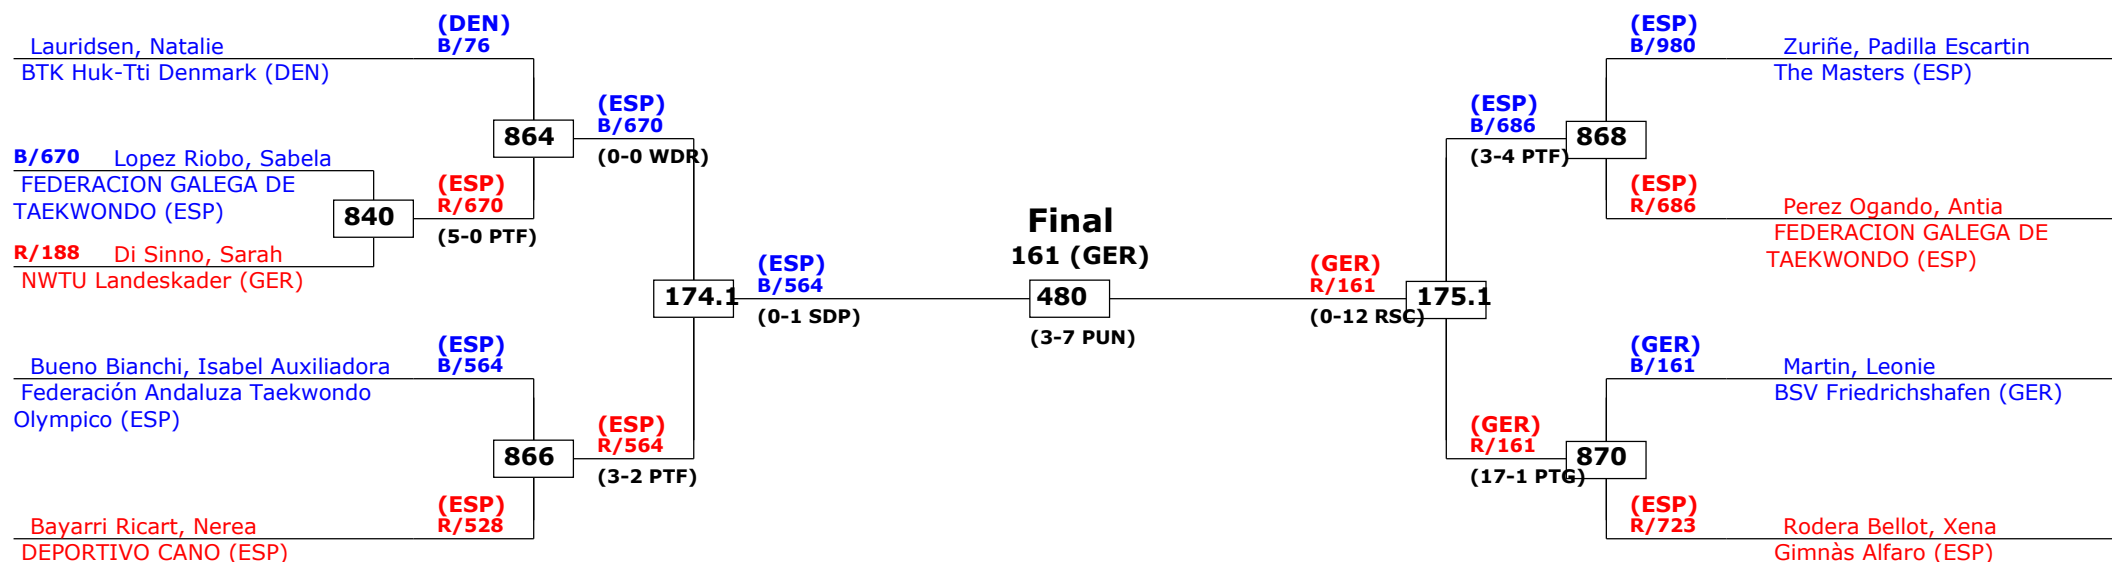 (DEN)
B/76
Lauridsen, Natalie
BTK Huk-Tti Denmark (DEN)
864
(ESP)
B/670
(0-0 WDR)
B/670 Lopez Riobo, Sabela
FEDERACION GALEGA DE
TAEKWONDO (ESP)
840
(ESP)
R/670
(5-0 PTF)
R/188 Di Sinno, Sarah
NWTU Landeskader (GER)
174.1
(ESP)
B/564
(0-1 SDP)
(ESP)
B/564
Bueno Bianchi, Isabel Auxiliadora
Federación Andaluza Taekwondo
Olympico (ESP)
866
(ESP)
R/564
(3-2 PTF)
(ESP)
R/528
Bayarri Ricart, Nerea
DEPORTIVO CANO (ESP)
Final
161 (GER)
480
(3-7 PUN)
(GER)
R/161
(0-12 RSC)
175.1
(ESP)
B/686
(3-4 PTF)
868
(ESP)
B/980
Zuriñe, Padilla Escartin
The Masters (ESP)
(ESP)
R/686
Perez Ogando, Antia
FEDERACION GALEGA DE
TAEKWONDO (ESP)
(GER)
R/161
(17-1 PTG)
870
(GER)
B/161
Martin, Leonie
BSV Friedrichshafen (GER)
(ESP)
R/723
Rodera Bellot, Xena
Gimnàs Alfaro (ESP)